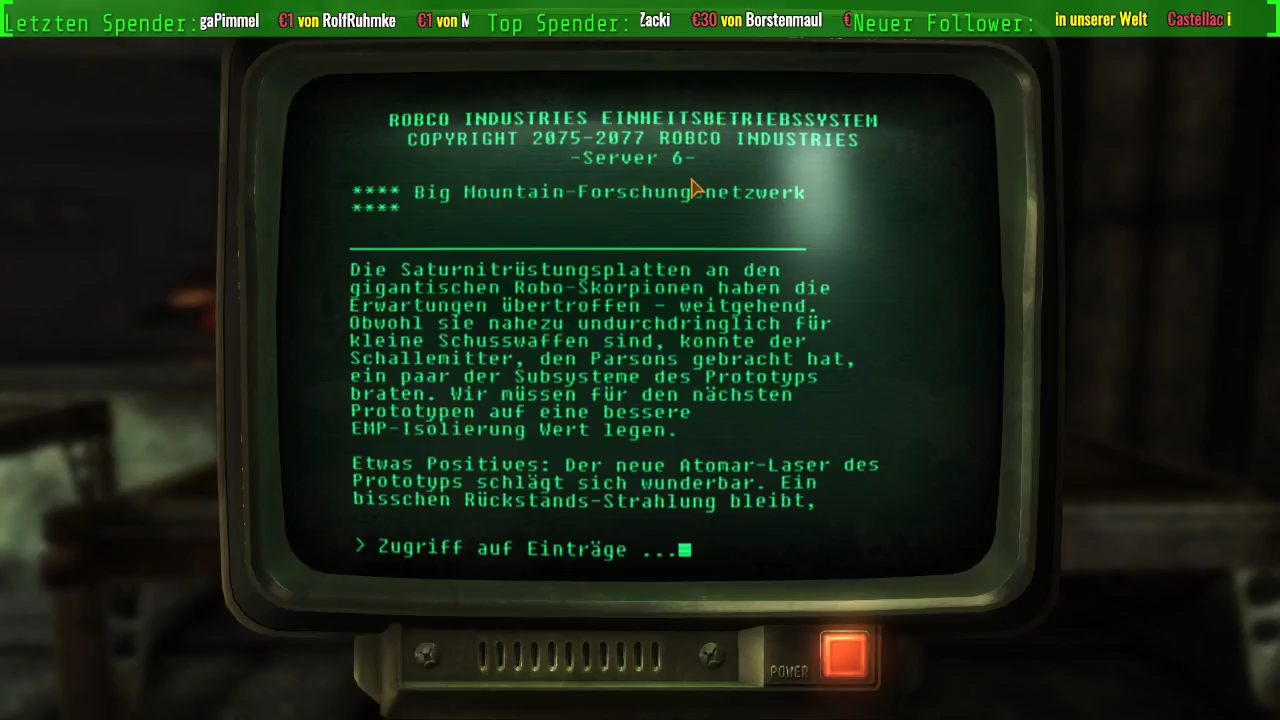 Letzten Spender: gaPimmel €1 von RolfRuhmke €1 von Top Spender: Zacki €30 von Borstenmaul Neuer Follower: in unserer Welt Castellac i
ROBCO INDUSTRIES EINHEITSBETRIEBSSYSTEM
COPYRIGHT 2075-2077 ROBCO INDUSTRIES
-Server 6-
**** Big Mountain-Forschungsnetzwerk
****
Die Saturnitrüstungsplatten an den
gigantischen Robo-Skorpionen haben die
Erwartungen übertroffen - weitgehend.
Obwohl sie nahezu undurchdringlich für
kleine Schusswaffen sind, konnte der
Schallemitter, den Parsons gebracht hat,
ein paar der Subsysteme des Prototyps
braten. Wir müssen für den nächsten
Prototypen auf eine bessere
EMP-Isolierung Wert legen.
Etwas Positives: Der neue Atomar-Laser des
Prototyps schlägt sich wunderbar. Ein
bisschen Rückstands-Strahlung bleibt,
> Zugriff auf Einträge ...
POWER